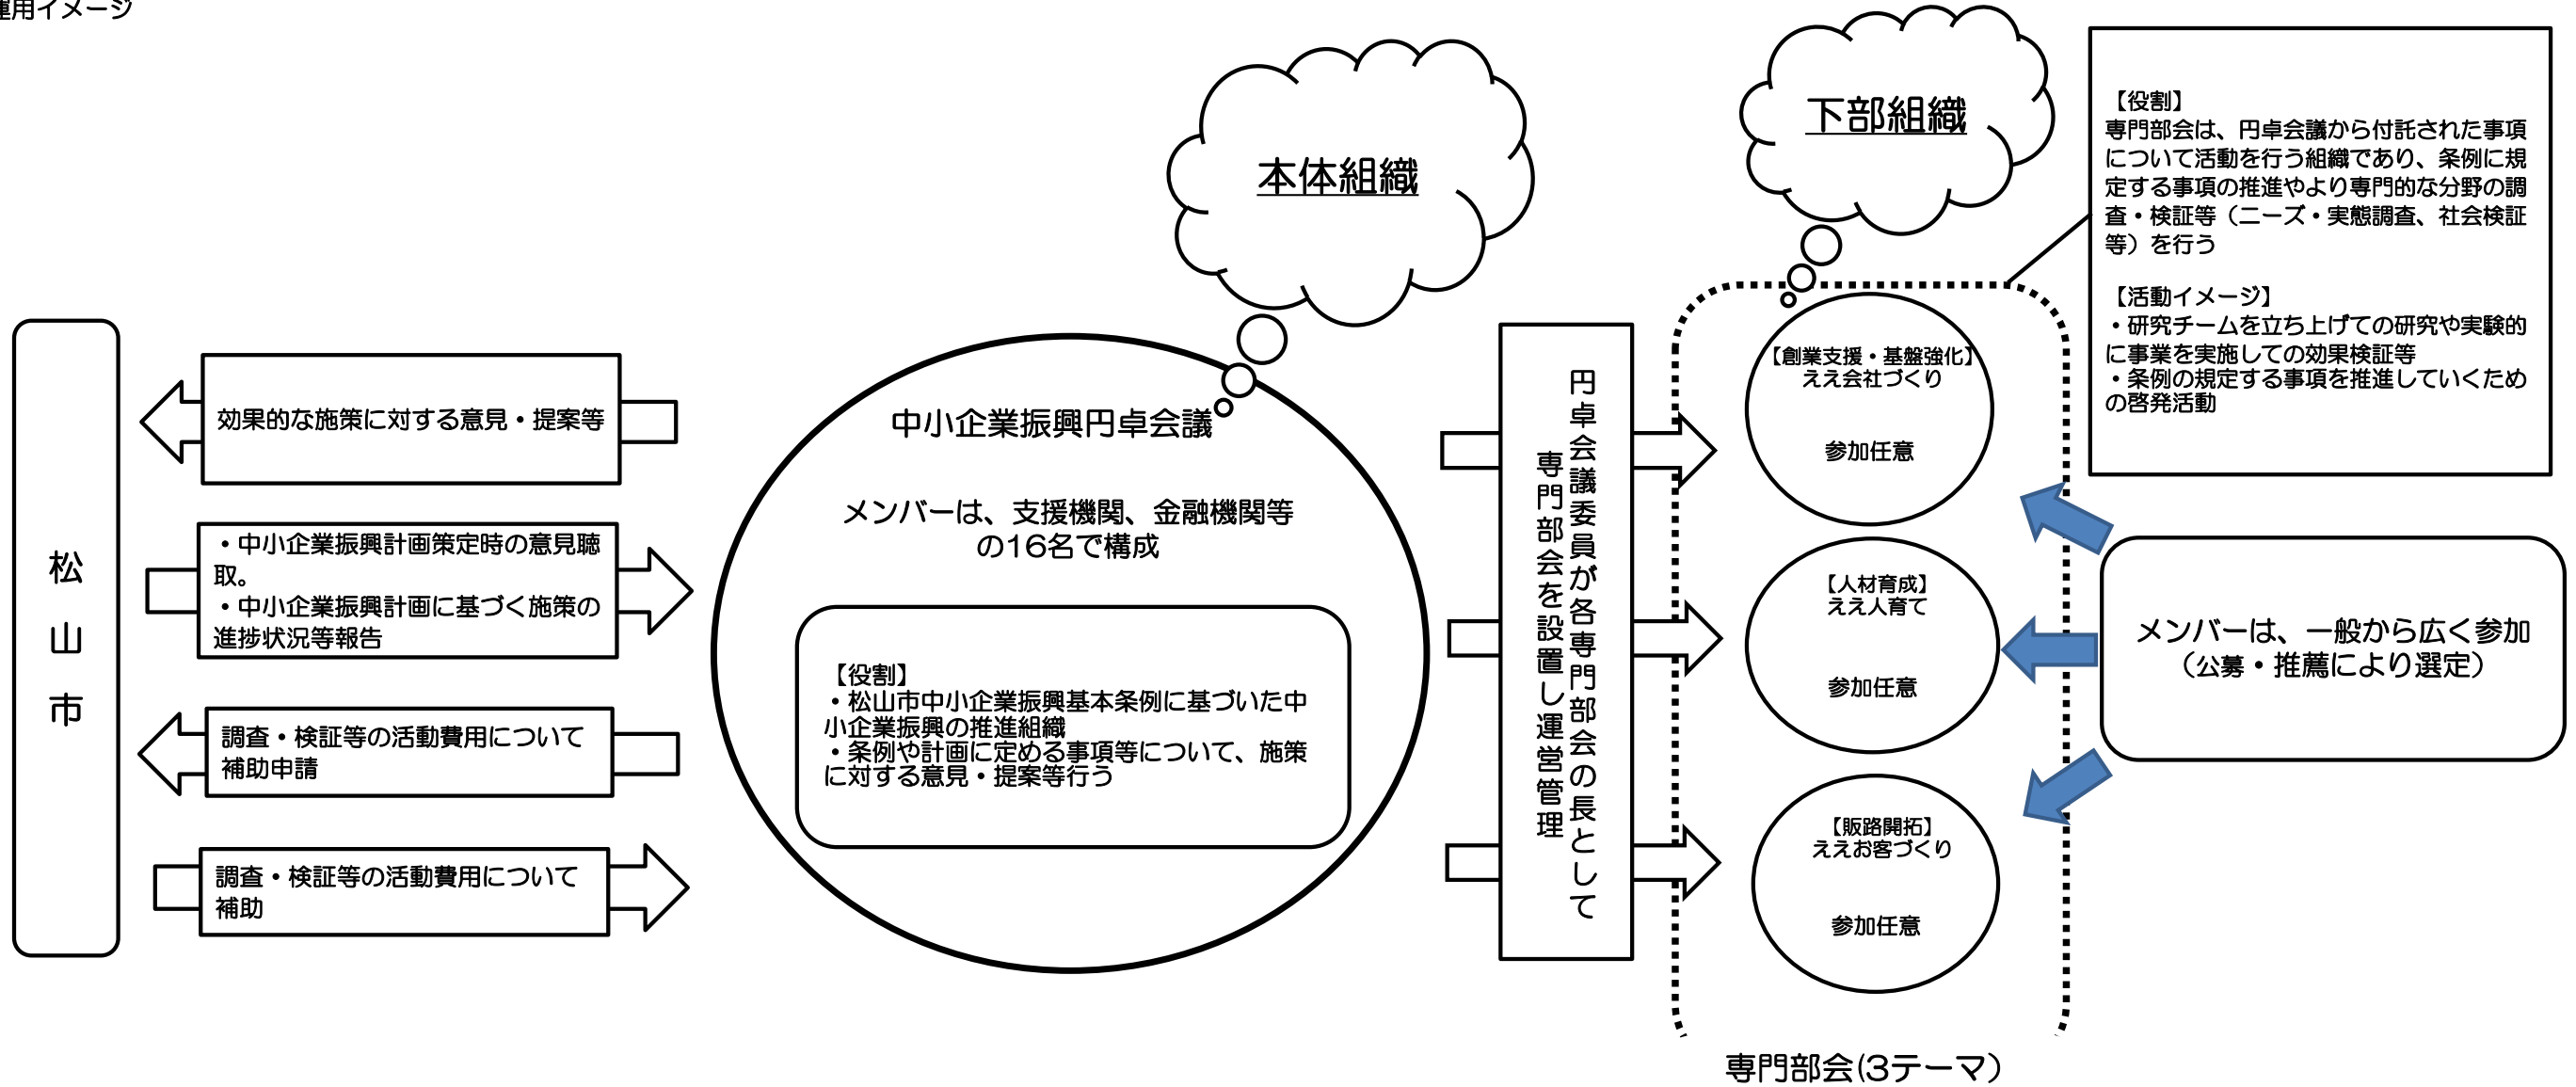 運用イメージ
本体組織
下部組織
【役割】
専門部会は、円卓会議から付託された事項
について活動を行う組織であり、条例に規
定する事項の推進やより専門的な分野の調
査・検証等（ニーズ・実態調査、社会検証
等）を行う
【活動イメージ】
・研究チームを立ち上げての研究や実験的
に事業を実施しての効果検証等
・条例の規定する事項を推進していくため
の啓発活動
松山市
効果的な施策に対する意見・提案等
・中小企業振興計画策定時の意見聴
取。
・中小企業振興計画に基づく施策の
進捗状況等報告
調査・検証等の活動費用について
補助申請
調査・検証等の活動費用について
補助
中小企業振興円卓会議
メンバーは、支援機関、金融機関等
の16名で構成
【役割】
・松山市中小企業振興基本条例に基づいた中
小企業振興の推進組織
・条例や計画に定める事項等について、施策
に対する意見・提案等行う
円卓会議委員が各専門部会の長として
専門部会を設置し運営管理
【創業支援・基盤強化】
ええ会社づくり
参加任意
【人材育成】
ええ人育て
参加任意
【販路開拓】
ええお客づくり
参加任意
メンバーは、一般から広く参加
（公募・推薦により選定）
専門部会(3テーマ）